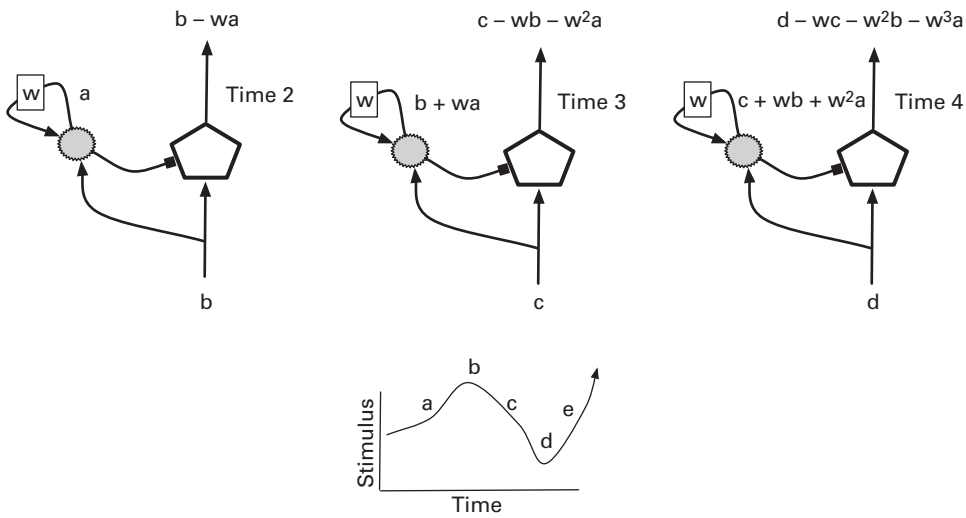 b – wa
w
a
Time 2
b
c – wb – w²a
w
b + wa
Time 3
c
d – wc – w²b – w³a
w
c + wb + w²a
Time 4
d
Stimulus
a
b
c
d
e
Time